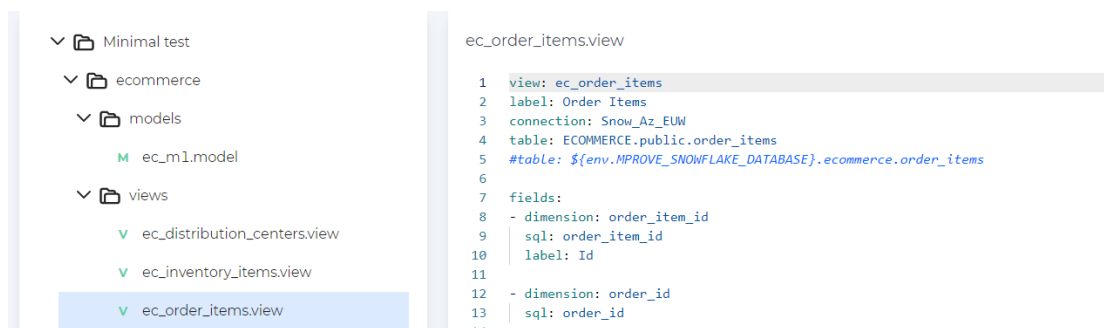 Minimal test
ecommerce
models
M ec_m1.model
views
V ec_distribution_centers.view
V ec_inventory_items.view
V ec_order_items.view
ec_order_items.view
1 view: ec_order_items
2 label: Order Items
3 connection: Snow_Az_EUW
4 table: ECOMMERCE.public.order_items
5 #table: ${env.MPROVE_SNOWFLAKE_DATABASE}.ecommerce.order_items
6
7 fields:
8 - dimension: order_item_id
9 sql: order_item_id
10 label: Id
11
12 - dimension: order_id
13 sql: order_id